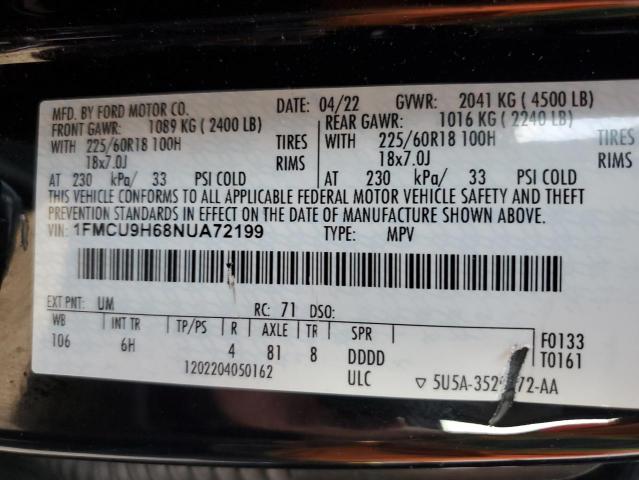 MFD. BY FORD MOTOR CO. DATE: 04/22 GVWR: 2041 KG ( 4500 LB)
FRONT GAWR: 1089 KG ( 2400 LB) REAR GAWR: 1016 KG ( 2240 LB)
WITH 225/60R18 100H TIRES WITH 225/60R18 100H TIRES
18x7.0J RIMS 18x7.0J RIMS
AT 230 kPa/ 33 PSI COLD AT 230 kPa/ 33 PSI COLD
THIS VEHICLE CONFORMS TO ALL APPLICABLE FEDERAL MOTOR VEHICLE SAFETY AND THEFT
PREVENTION STANDARDS IN EFFECT ON THE DATE OF MANUFACTURE SHOWN ABOVE.
VIN: 1FMCU9H68NUA72199 TYPE: MPV
EXT PNT: UM RC: 71 DSO:
WB INT TR TP/PS R AXLE TR SPR F0133
106 6H 4 81 8 DDDD T0161
1202204050162 ULC ▽